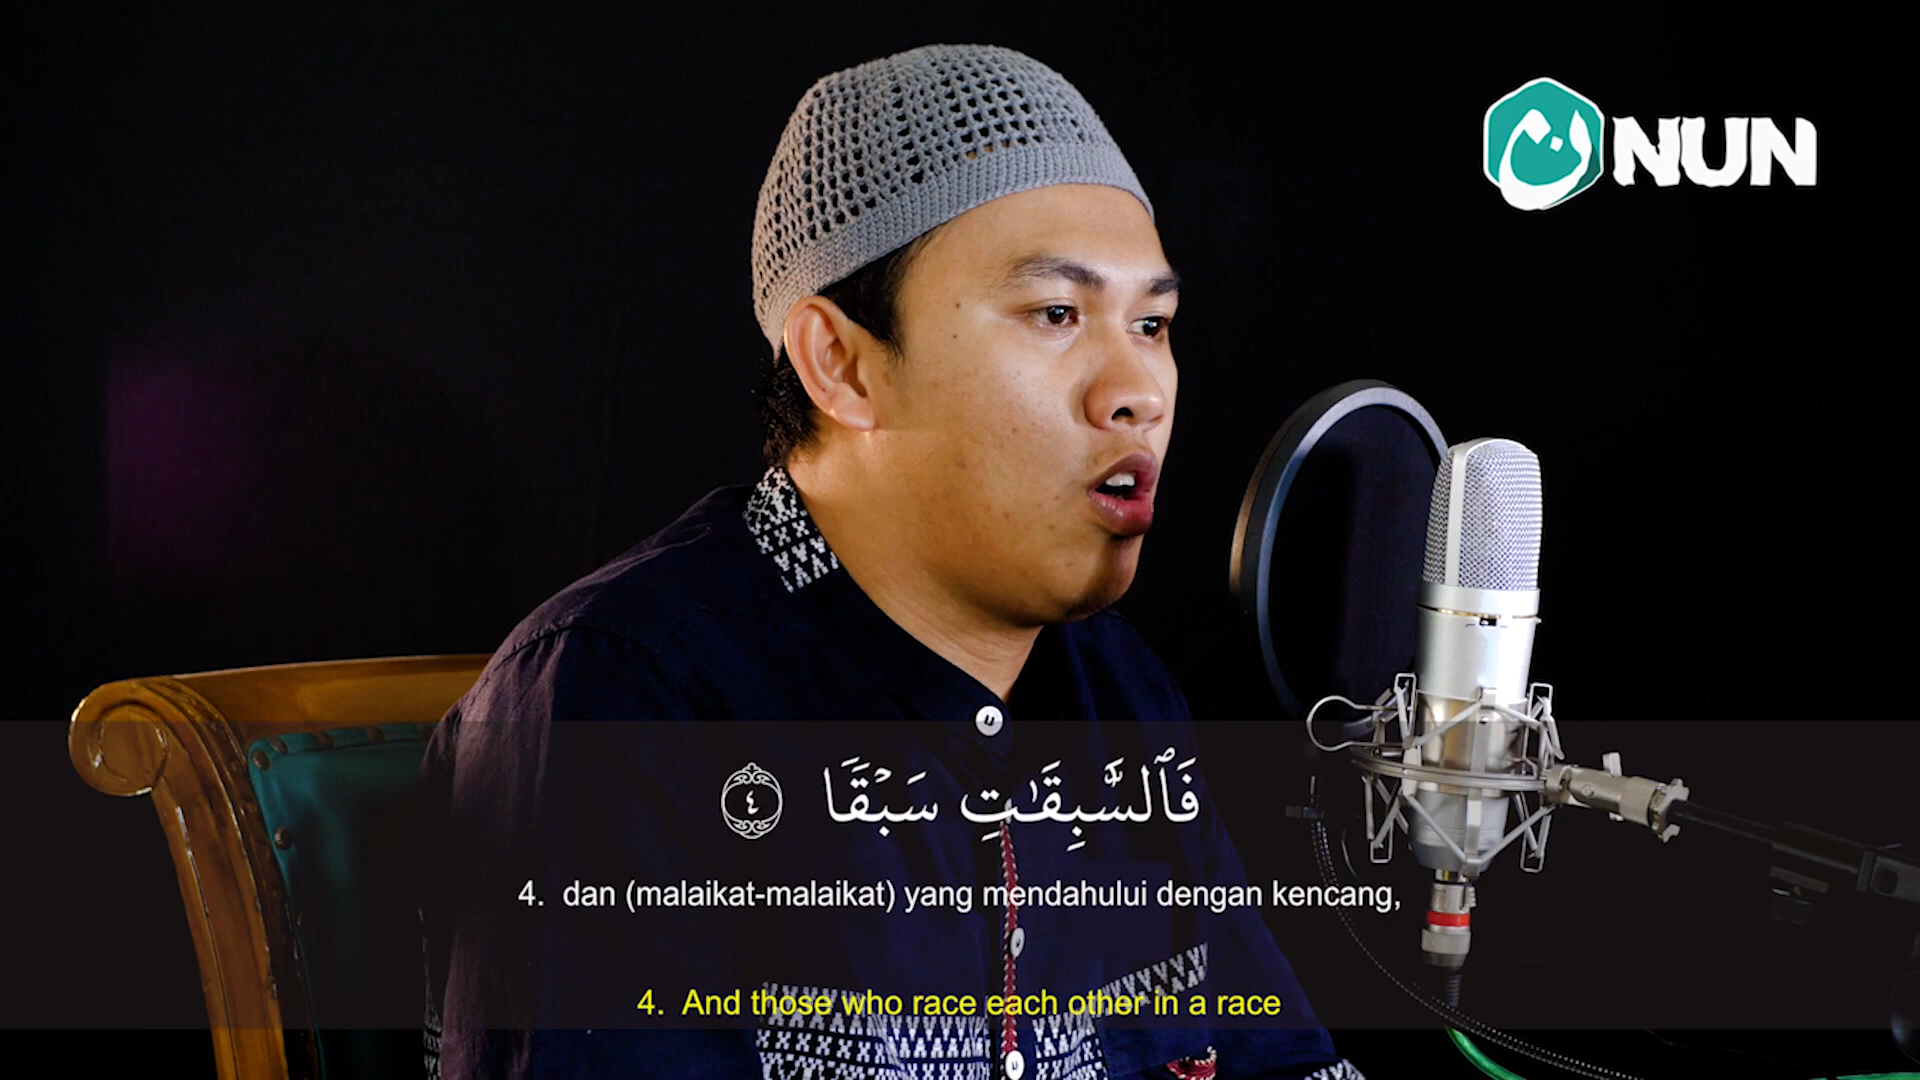 ن NUN
فَٱلسَّٰبِقَٰتِ سَبۡقٗا ٤
4. dan (malaikat-malaikat) yang mendahului dengan kencang,
4. And those who race each other in a race